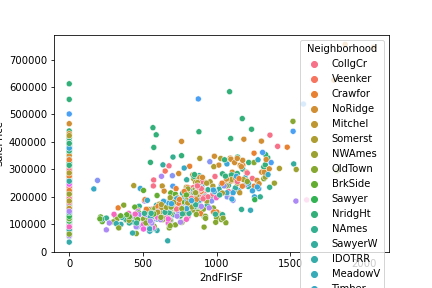 Neighborhood
CollgCr
Veenker
Crawfor
NoRidge
Mitchel
Somerst
NWAmes
OldTown
BrkSide
Sawyer
NridgHt
NAmes
SawyerW
IDOTRR
MeadowV
700000
600000
500000
400000
300000
200000
100000
0
0 500 1000 1500 2000
2ndFlrSF